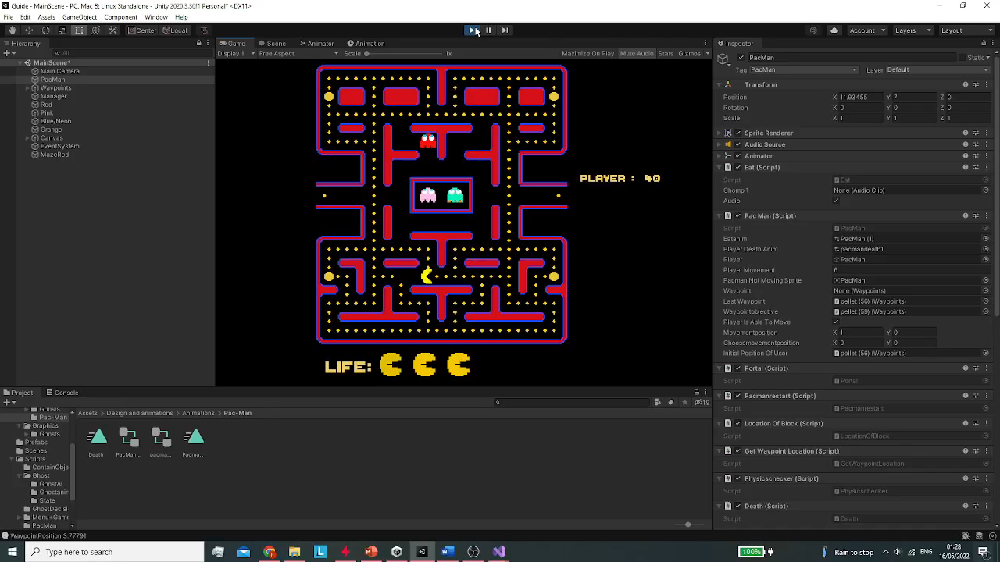 Guide - MainScene - PC, Mac & Linux Standalone - Unity 2020.3.30f1 Personal* <DX11>
File Edit Assets GameObject Component Window Help
Center Local Account Layers Layout
Hierarchy
All
MainScene*
Main Camera
PacMan
Waypoints
Manager
Red
Pink
Blue/Neon
Orange
Canvas
EventSystem
MazeRed
Game Scene Animator Animation
Display 1 Free Aspect Scale 1x Maximize On Play Mute Audio Stats Gizmos
PLAYER : 40
LIFE:
Inspector
PacMan Static
Tag PacMan Layer Default
Transform
Position X 11.93455 Y 7 Z 0
Rotation X 0 Y 0 Z 0
Scale X 1 Y 1 Z 1
Sprite Renderer
Audio Source
Animator
Eat (Script)
Script Eat
Chomp 1 None (Audio Clip)
Audio
Pac Man (Script)
Script PacMan
Eatanim PacMan (1)
Player Death Anim pacmandeath1
Player PacMan
Player Movement 6
Pacman Not Moving Sprite PacMan
Waypoint None (Waypoints)
Last Waypoint pellet (56) (Waypoints)
Waypointobjective pellet (59) (Waypoints)
Player Is Able To Move
Movementposition X 1 Y 0
Choosemovementposition X 0 Y 0
Initial Position Of User pellet (56) (Waypoints)
Portal (Script)
Script Portal
Pacmanrestart (Script)
Script Pacmanrestart
Location Of Block (Script)
Script LocationOfBlock
Get Waypoint Location (Script)
Script GetWaypointLocation
Physicschecker (Script)
Script Physicschecker
Death (Script)
Script Death
Project Console
19
Ghosts
Pac-Man
Graphics
Ghosts
Prefabs
Scenes
Scripts
ContainObje
Ghost
GhostAI
Ghostanin
State
GhostDecisi
Menu+Game
PacMan
Assets Design and animations Animations Pac-Man
Death PacMan... pacma... Pacma...
WaypointPosition:3.77791
Type here to search
100%
Rain to stop
01:28
16/05/2022